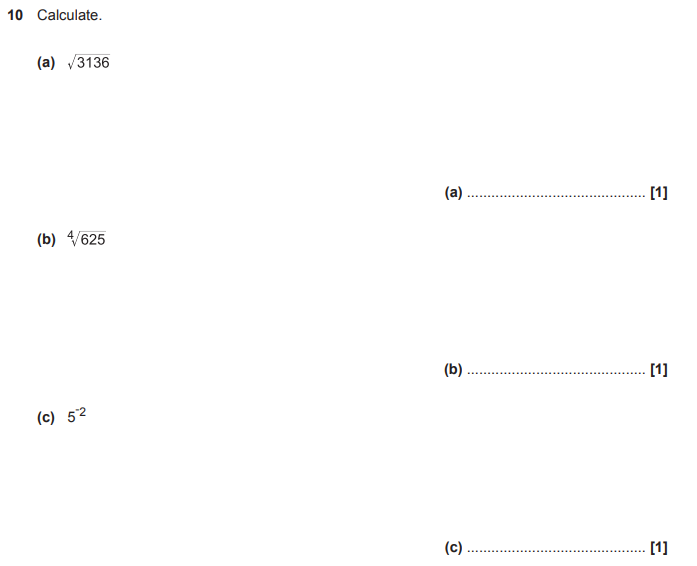 10 Calculate.
(a) √3136
(a) ............................................. [1]
(b) ⁴√625
(b) ............................................. [1]
(c) 5⁻²
(c) ............................................. [1]